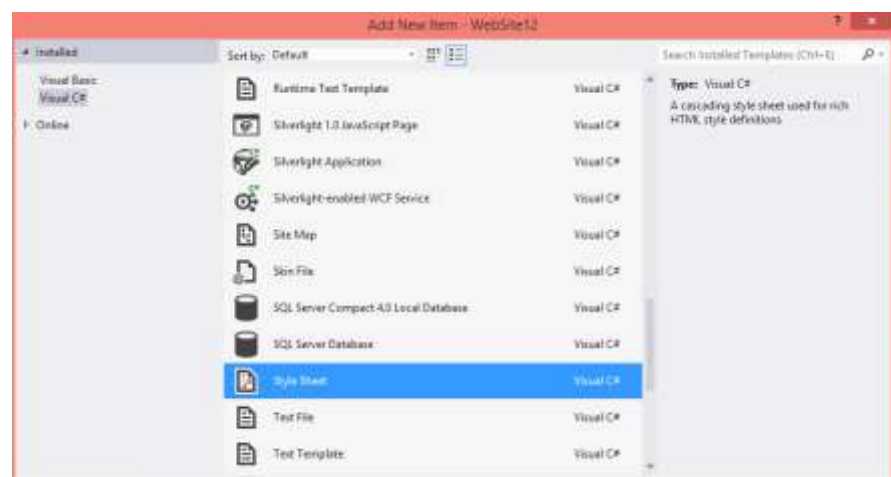 Add New Item - WebSite12
? ×
Installed
Visual Basic
Visual C#
Online
Sort by: Default
Search Installed Templates (Ctrl+E)
Runtime Text Template Visual C#
Silverlight 1.0 JavaScript Page Visual C#
Silverlight Application Visual C#
Silverlight-enabled WCF Service Visual C#
Site Map Visual C#
Skin File Visual C#
SQL Server Compact 4.0 Local Database Visual C#
SQL Server Database Visual C#
Style Sheet Visual C#
Text File Visual C#
Text Template Visual C#
Type: Visual C#
A cascading style sheet used for rich
HTML style definitions